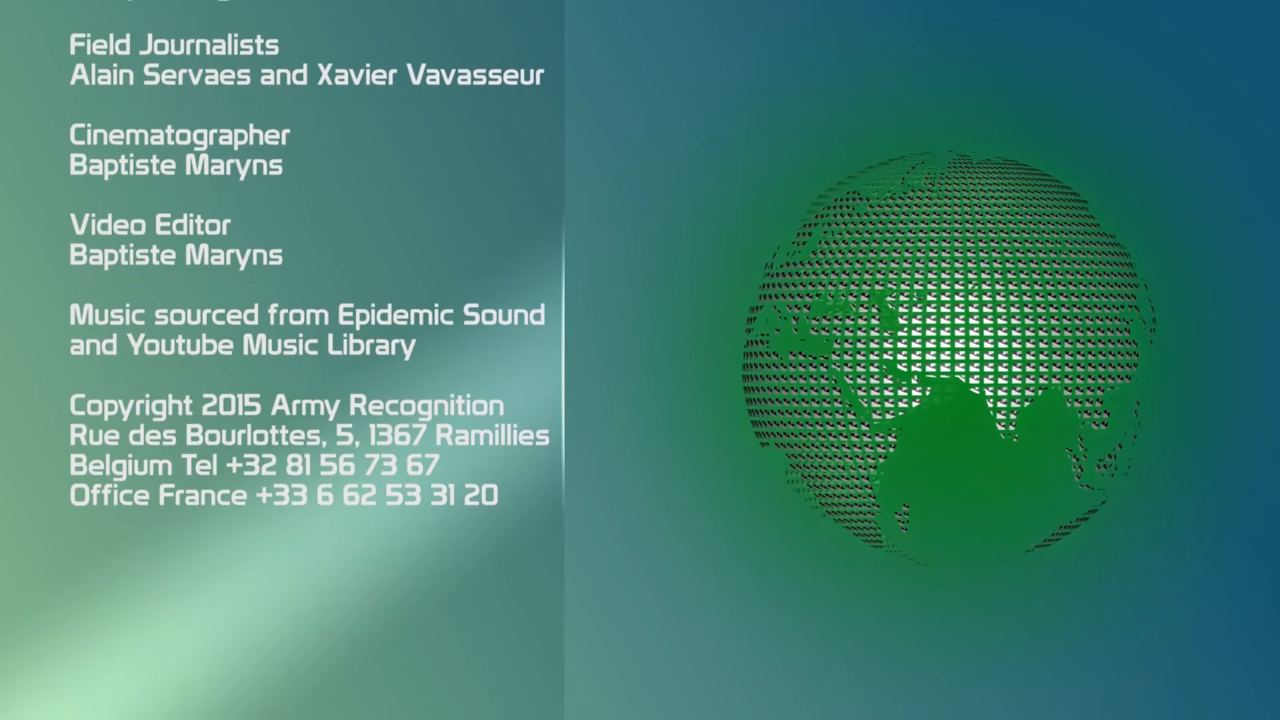 Field Journalists
Alain Servaes and Xavier Vavasseur
Cinematographer
Baptiste Maryns
Video Editor
Baptiste Maryns
Music sourced from Epidemic Sound
and Youtube Music Library
Copyright 2015 Army Recognition
Rue des Bourlottes, 5, 1367 Ramillies
Belgium Tel +32 81 56 73 67
Office France +33 6 62 53 31 20